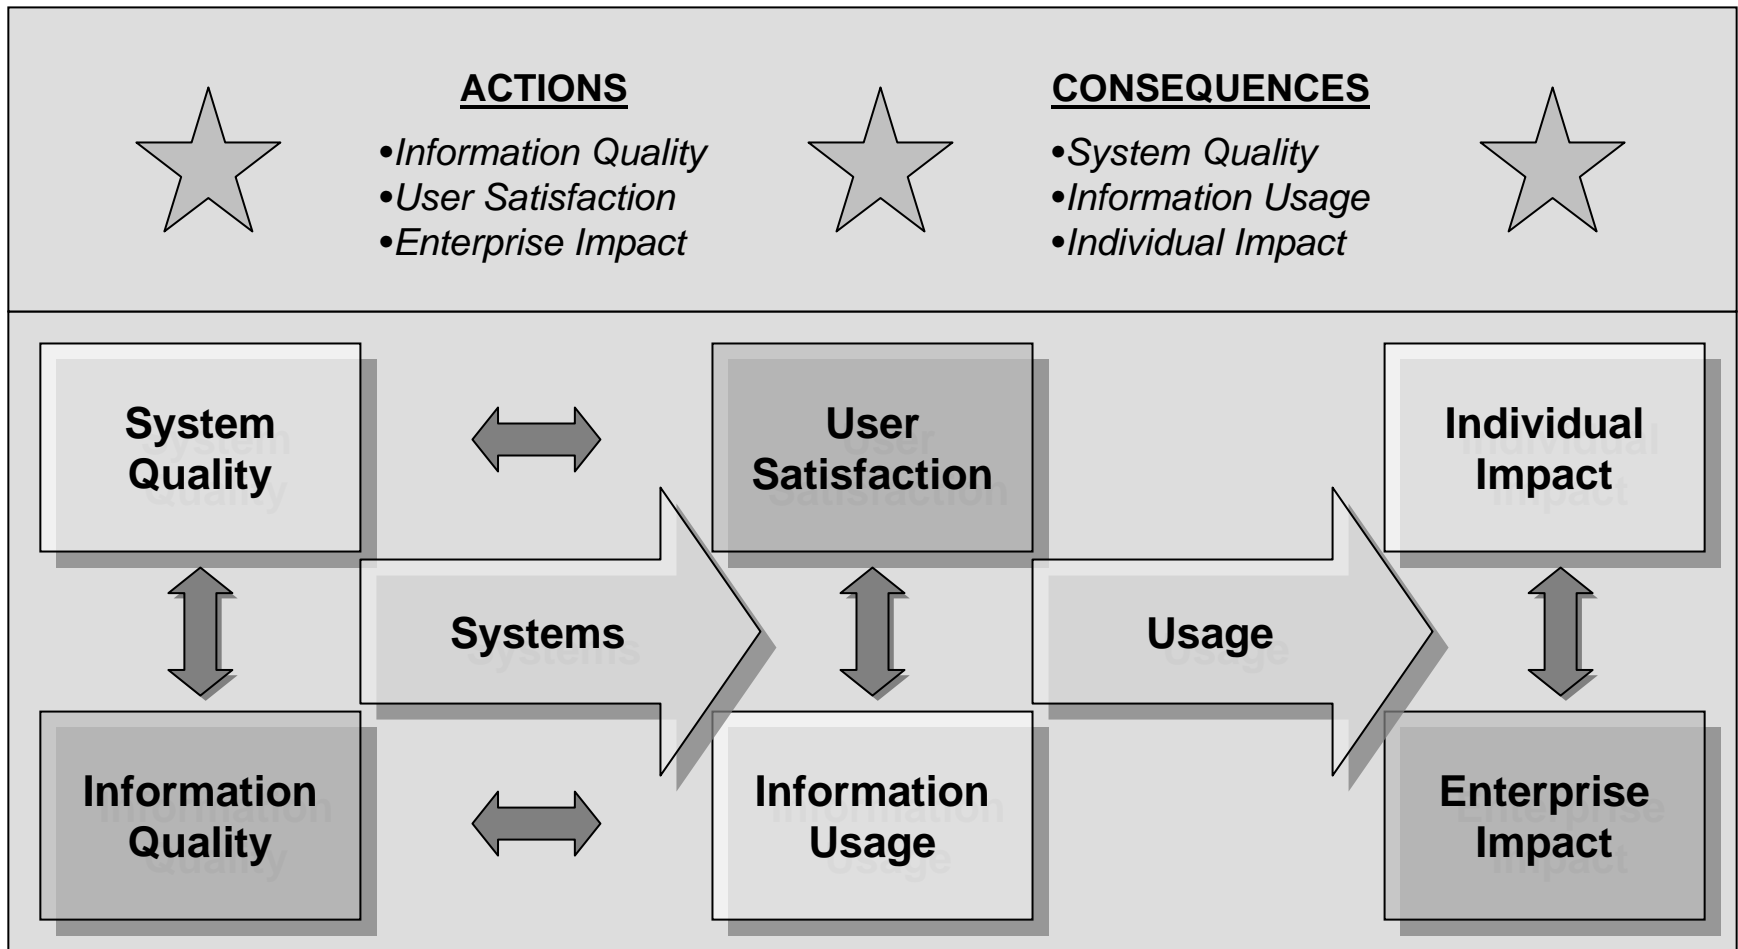 ACTIONS
•Information Quality
•User Satisfaction
•Enterprise Impact
CONSEQUENCES
•System Quality
•Information Usage
•Individual Impact
System
Quality
User
Satisfaction
Individual
Impact
Systems
Usage
Information
Quality
Information
Usage
Enterprise
Impact